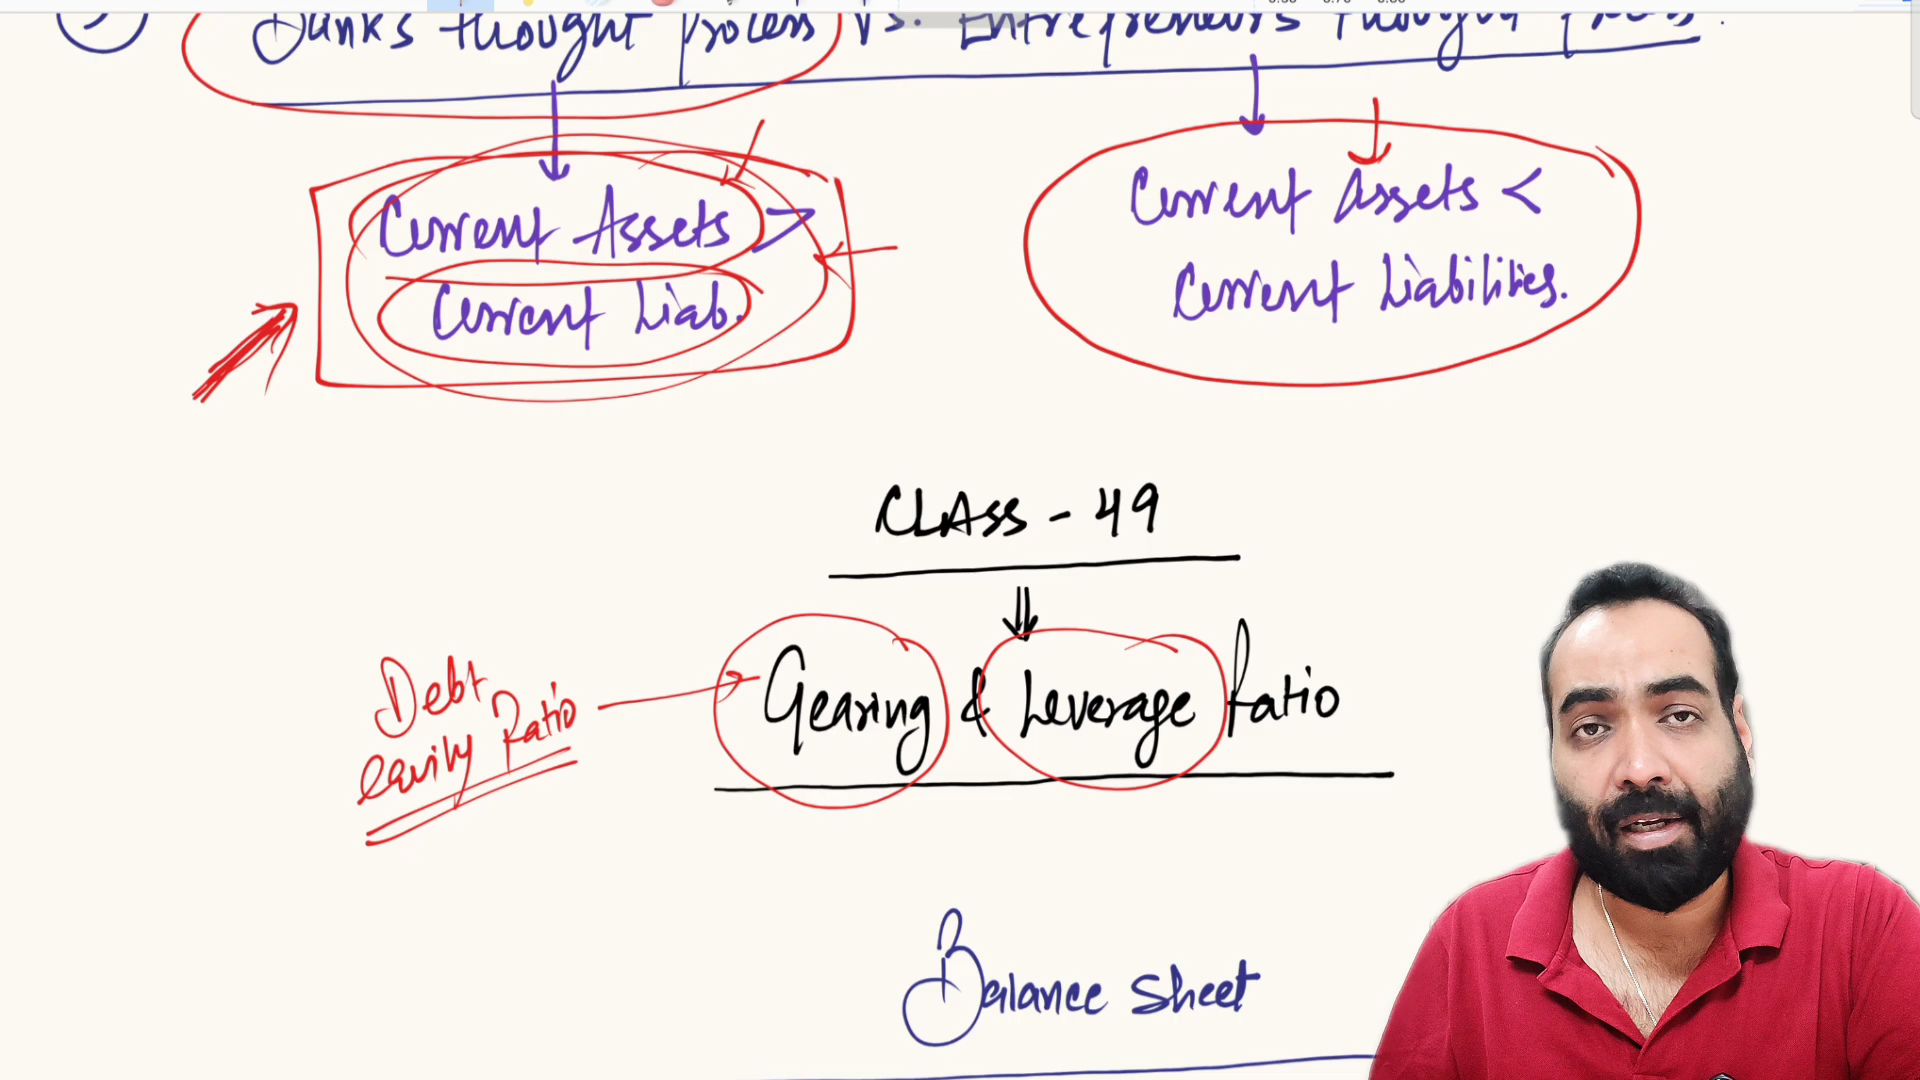 Banks thought process Vs. Entrepreneurs thought process.
Current Assets >
Current Liab.
Current Assets <
Current Liabilities.
CLASS - 49
Gearing & Leverage Ratio
Debt
equity Ratio
Balance Sheet